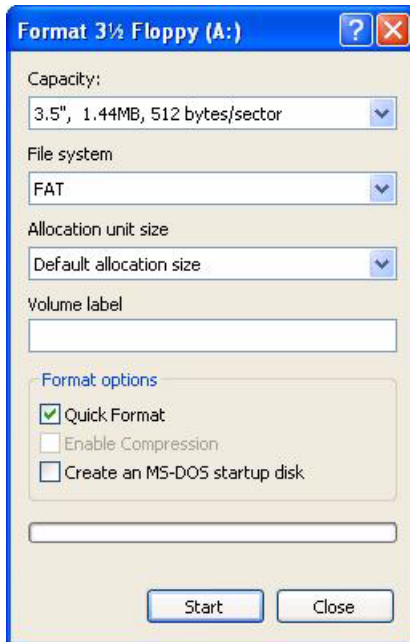 Format 3½ Floppy (A:)
?
Capacity:
3.5", 1.44MB, 512 bytes/sector
File system
FAT
Allocation unit size
Default allocation size
Volume label
Format options
Quick Format
Enable Compression
Create an MS-DOS startup disk
Start Close